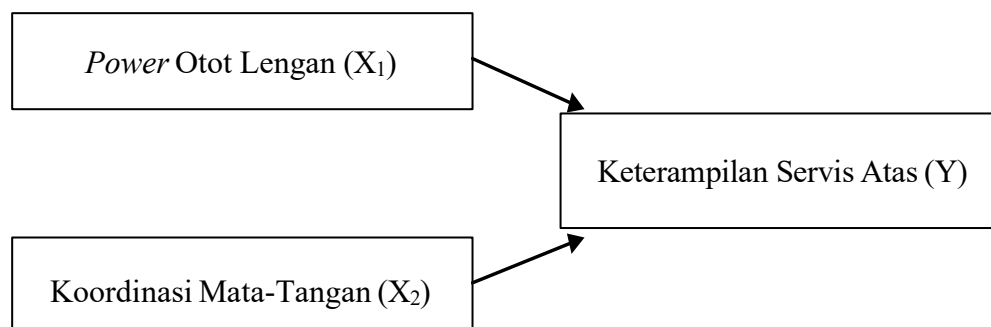 Power Otot Lengan (X₁)
Keterampilan Servis Atas (Y)
Koordinasi Mata-Tangan (X₂)